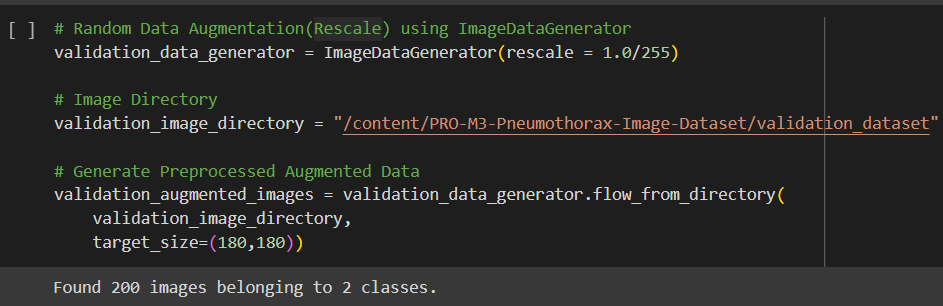 [ ] # Random Data Augmentation(Rescale) using ImageDataGenerator
validation_data_generator = ImageDataGenerator(rescale = 1.0/255)
# Image Directory
validation_image_directory = "/content/PRO-M3-Pneumothorax-Image-Dataset/validation_dataset"
# Generate Preprocessed Augmented Data
validation_augmented_images = validation_data_generator.flow_from_directory(
validation_image_directory,
target_size=(180,180))
Found 200 images belonging to 2 classes.